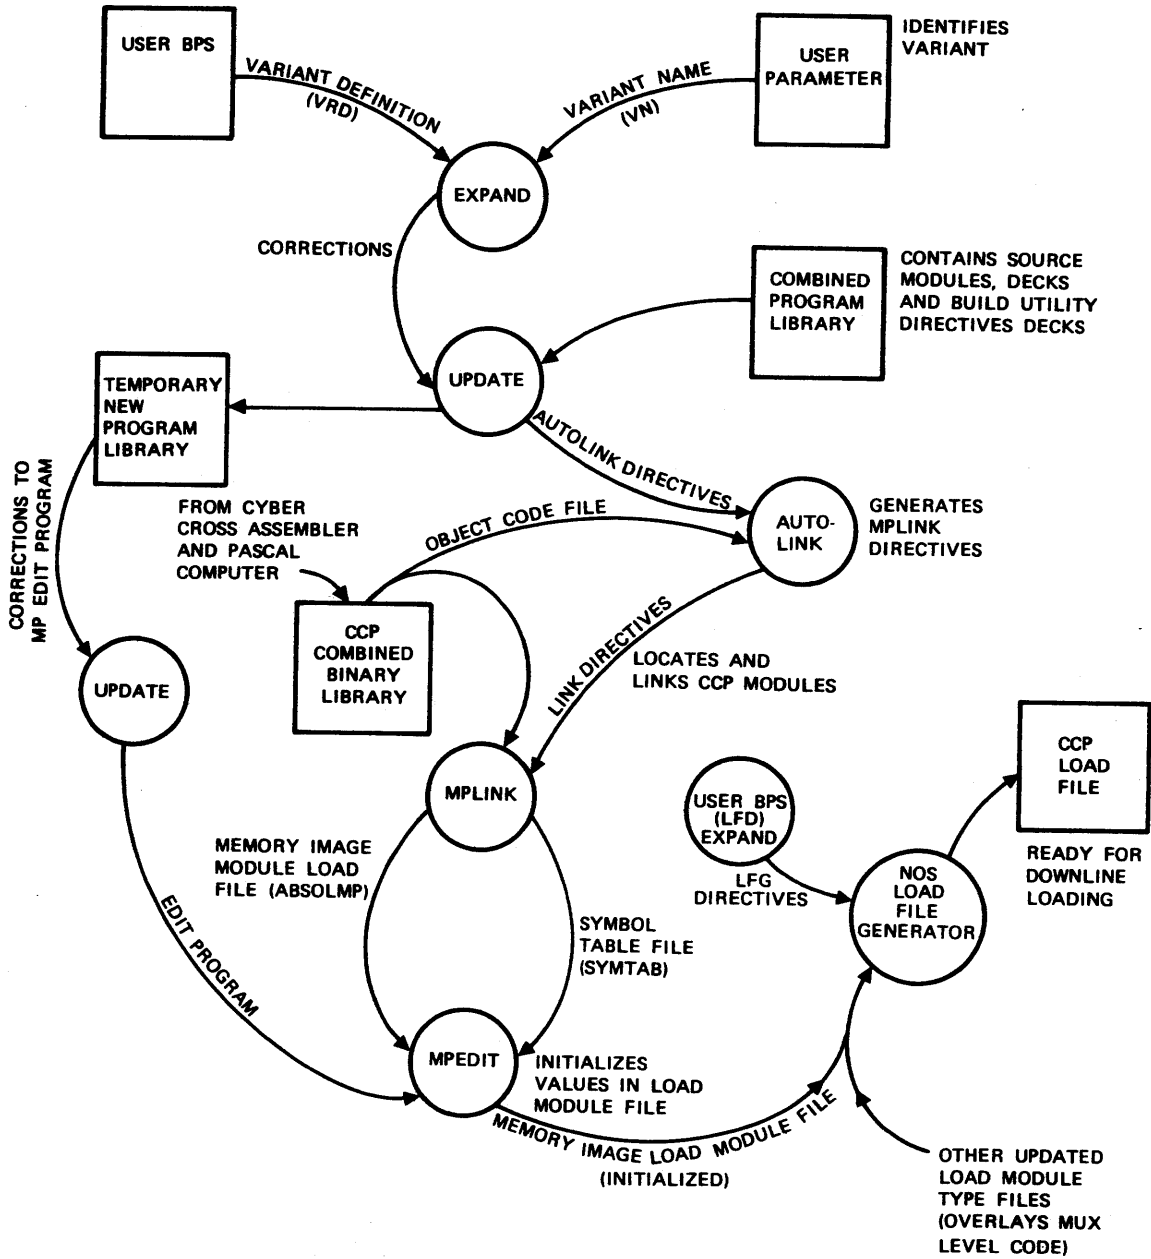 USER BPS
VARIANT DEFINITION
(VRD)
VARIANT NAME
(VN)
USER
PARAMETER
IDENTIFIES
VARIANT
EXPAND
CORRECTIONS
COMBINED
PROGRAM
LIBRARY
CONTAINS SOURCE
MODULES, DECKS
AND BUILD UTILITY
DIRECTIVES DECKS
UPDATE
TEMPORARY
NEW
PROGRAM
LIBRARY
AUTOLINK DIRECTIVES
CORRECTIONS TO
MP EDIT PROGRAM
FROM CYBER
CROSS ASSEMBLER
AND PASCAL
COMPUTER
OBJECT CODE FILE
AUTO-
LINK
GENERATES
MPLINK
DIRECTIVES
CCP
COMBINED
BINARY
LIBRARY
LINK DIRECTIVES
LOCATES AND
LINKS CCP MODULES
UPDATE
MPLINK
USER BPS
(LFD)
EXPAND
CCP
LOAD
FILE
MEMORY IMAGE
MODULE LOAD
FILE (ABSOLMP)
LFG
DIRECTIVES
NOS
LOAD
FILE
GENERATOR
READY FOR
DOWNLINE
LOADING
EDIT PROGRAM
SYMBOL
TABLE FILE
(SYMTAB)
MPEDIT
INITIALIZES
VALUES IN LOAD
MODULE FILE
MEMORY IMAGE LOAD MODULE FILE
(INITIALIZED)
OTHER UPDATED
LOAD MODULE
TYPE FILES
(OVERLAYS MUX
LEVEL CODE)